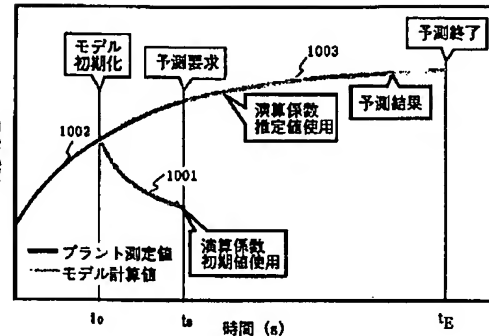 モデル
初期化
予測要求
予測終了
1003
予測結果
演算係数
推定値使用
1002
1001
演算係数
初期値使用
プラント測定値
モデル計算値
t0
ts
tE
時間 (s)